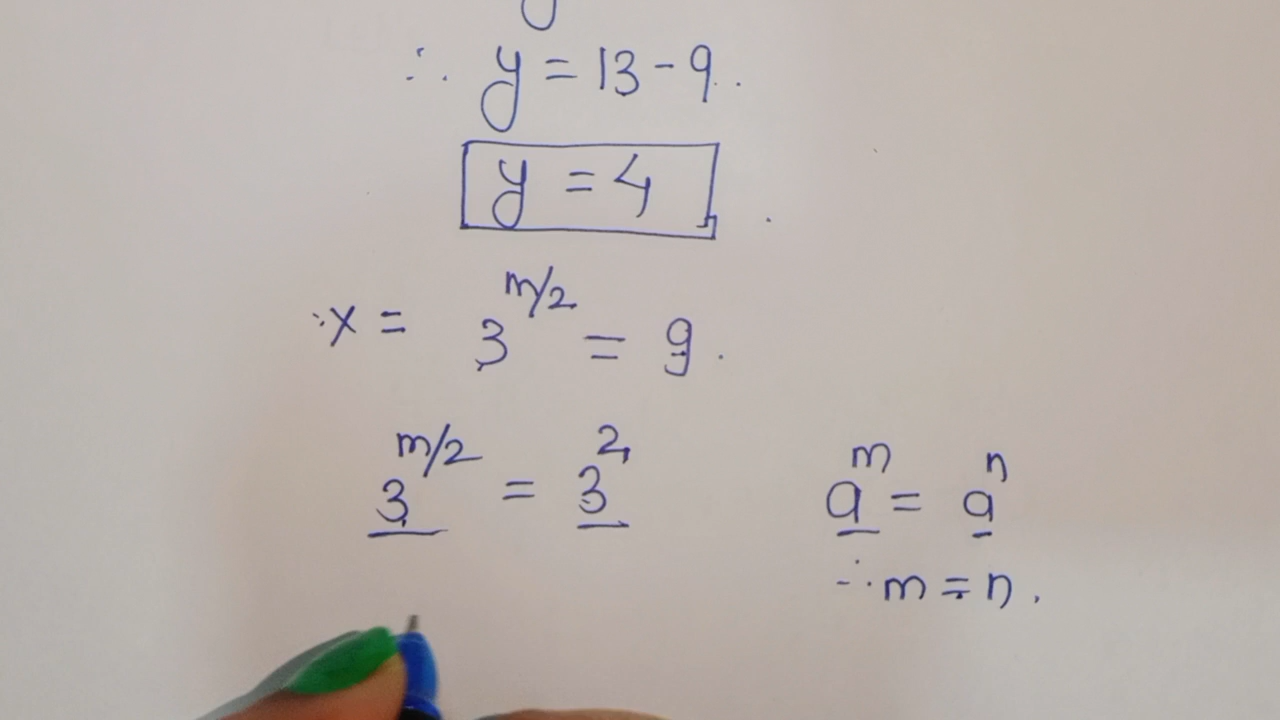 ∴ y = 13 - 9.
y = 4
∴ x = 3^{m/2} = 9.
3^{m/2} = 3^2
a^m = a^n
∴ m = n.